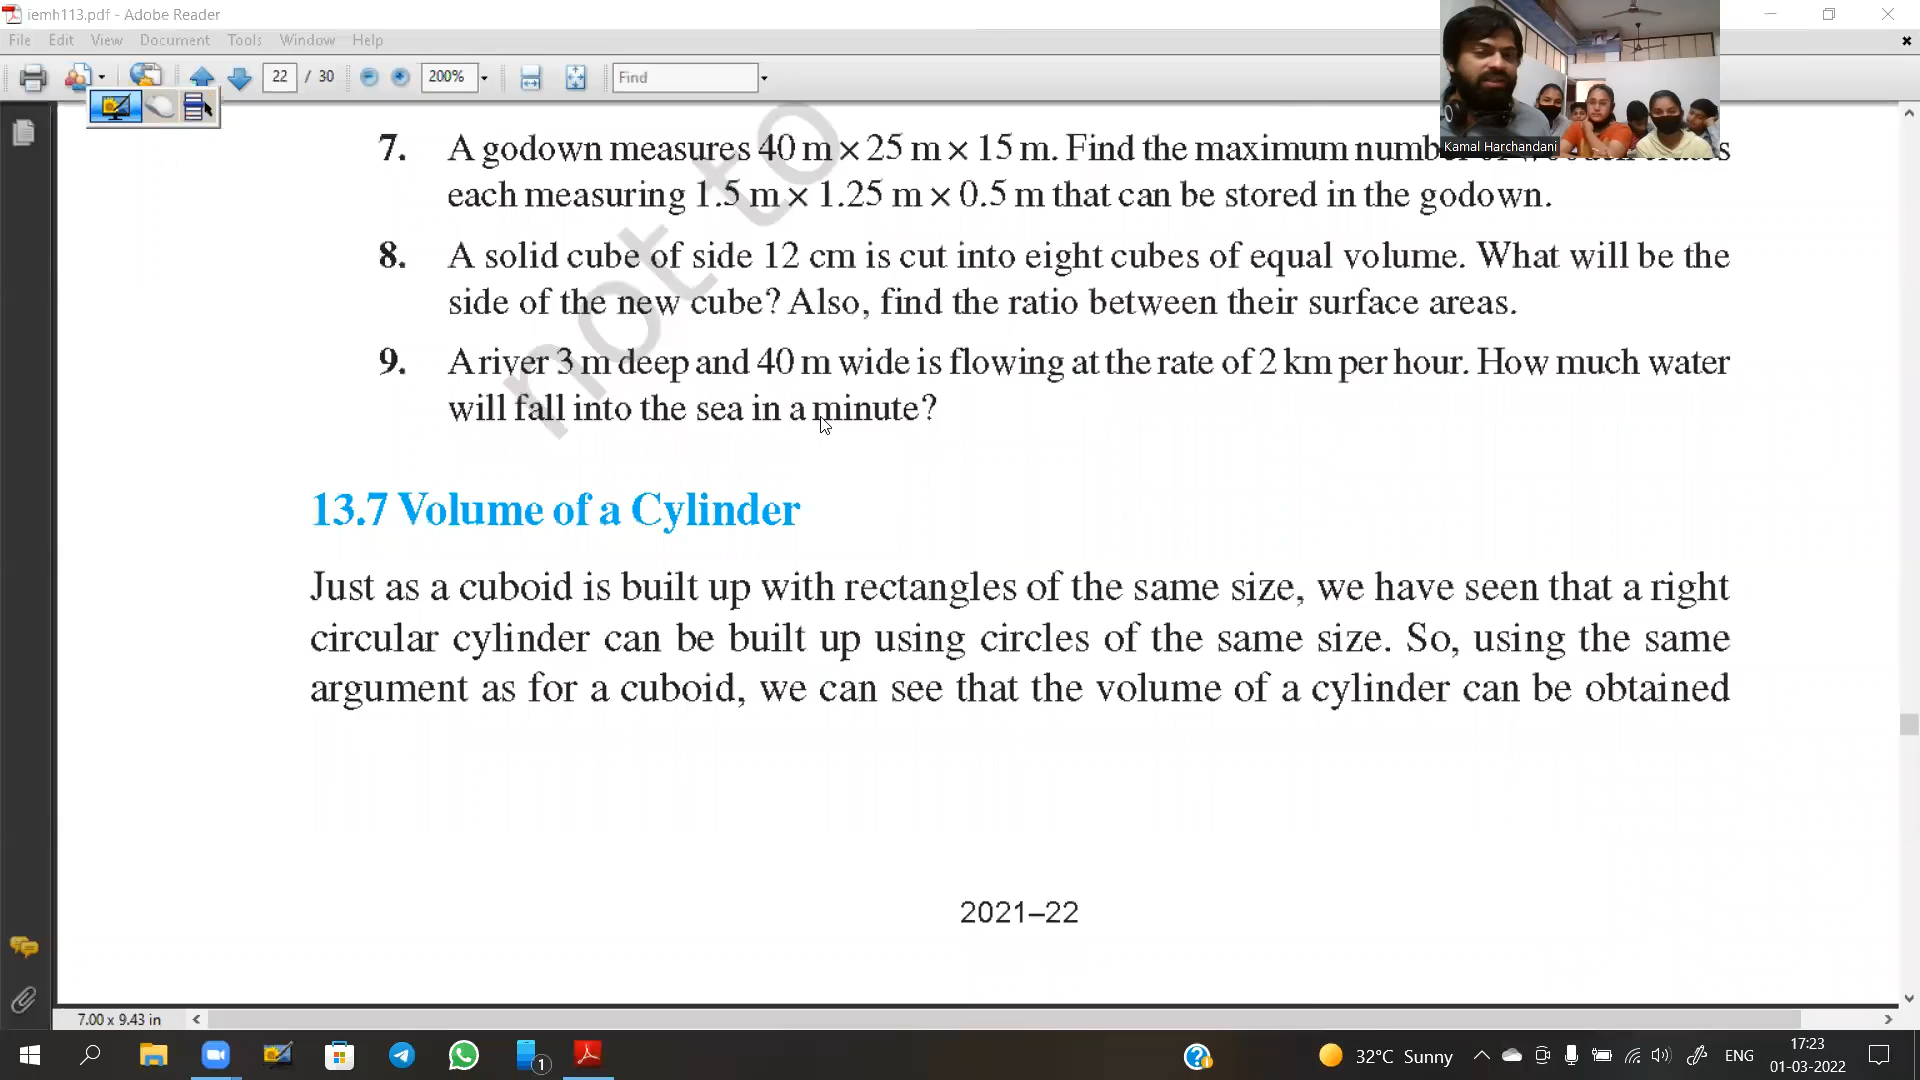 iemh113.pdf - Adobe Reader
File Edit View Document Tools Window Help
22 / 30 200% Find
Kamal Harchandani
not to
7. A godown measures 40 m × 25 m × 15 m. Find the maximum number
each measuring 1.5 m × 1.25 m × 0.5 m that can be stored in the godown.
8. A solid cube of side 12 cm is cut into eight cubes of equal volume. What will be the
side of the new cube? Also, find the ratio between their surface areas.
9. A river 3 m deep and 40 m wide is flowing at the rate of 2 km per hour. How much water
will fall into the sea in a minute?
13.7 Volume of a Cylinder
Just as a cuboid is built up with rectangles of the same size, we have seen that a right
circular cylinder can be built up using circles of the same size. So, using the same
argument as for a cuboid, we can see that the volume of a cylinder can be obtained
2021–22
7.00 x 9.43 in
1
32°C Sunny
ENG
17:23
01-03-2022